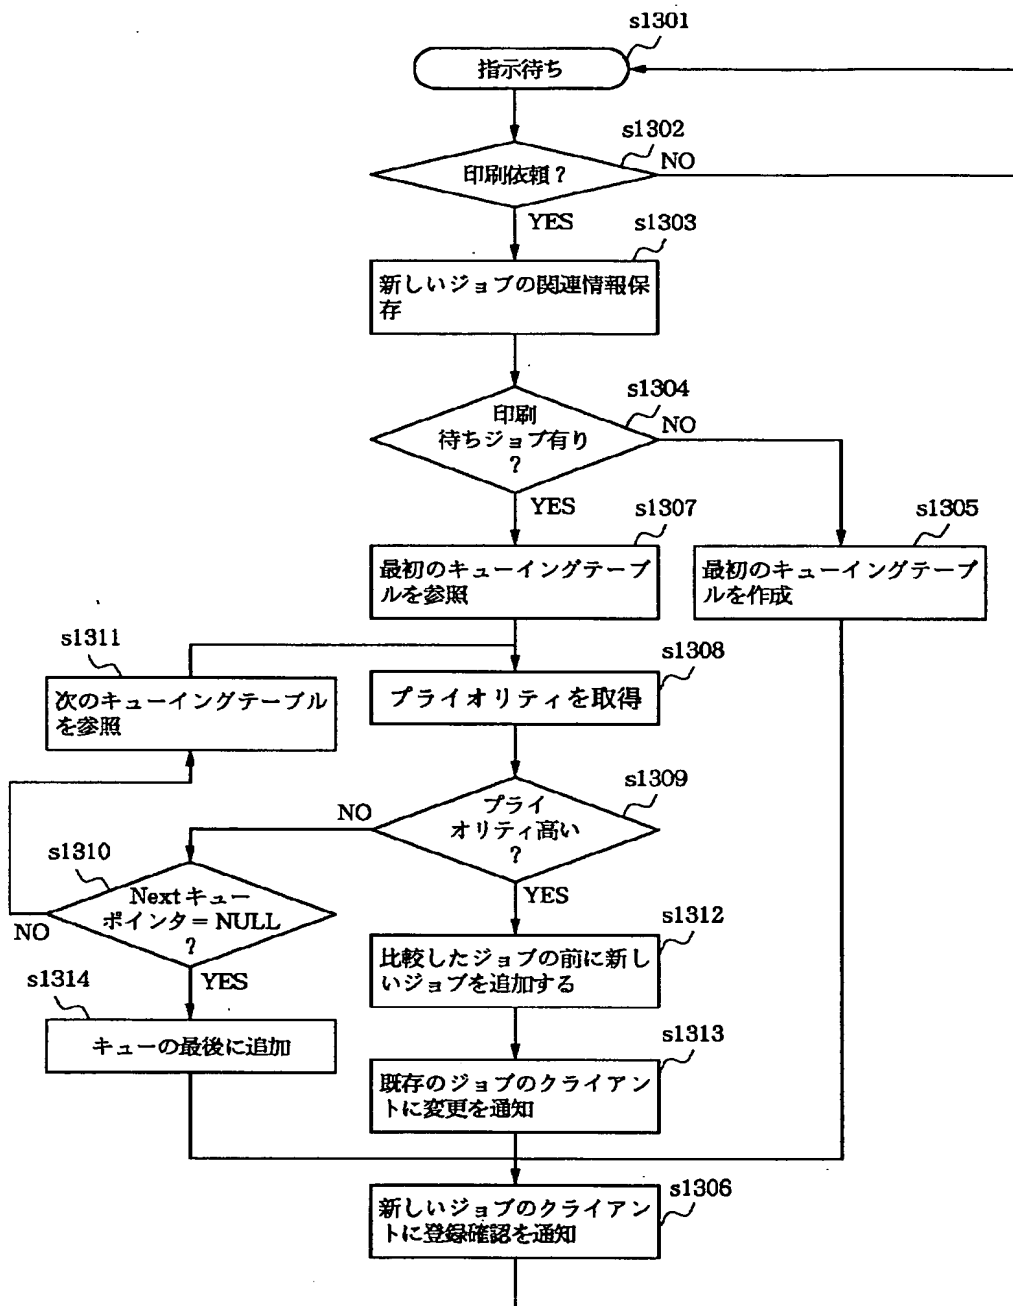 s1301
指示待ち
s1302
印刷依頼?
NO
YES
s1303
新しいジョブの関連情報保
存
s1304
印刷
待ちジョブ有り
?
NO
YES
s1307
最初のキューイングテーブ
ルを参照
s1305
最初のキューイングテーブ
ルを作成
s1311
次のキューイングテーブル
を参照
s1308
プライオリティを取得
s1309
プライ
オリティ高い
?
NO
YES
s1310
Nextキュー
ポインタ=NULL
?
NO
YES
s1312
比較したジョブの前に新し
いジョブを追加する
s1314
キューの最後に追加
s1313
既存のジョブのクライアン
トに変更を通知
s1306
新しいジョブのクライアン
トに登録確認を通知